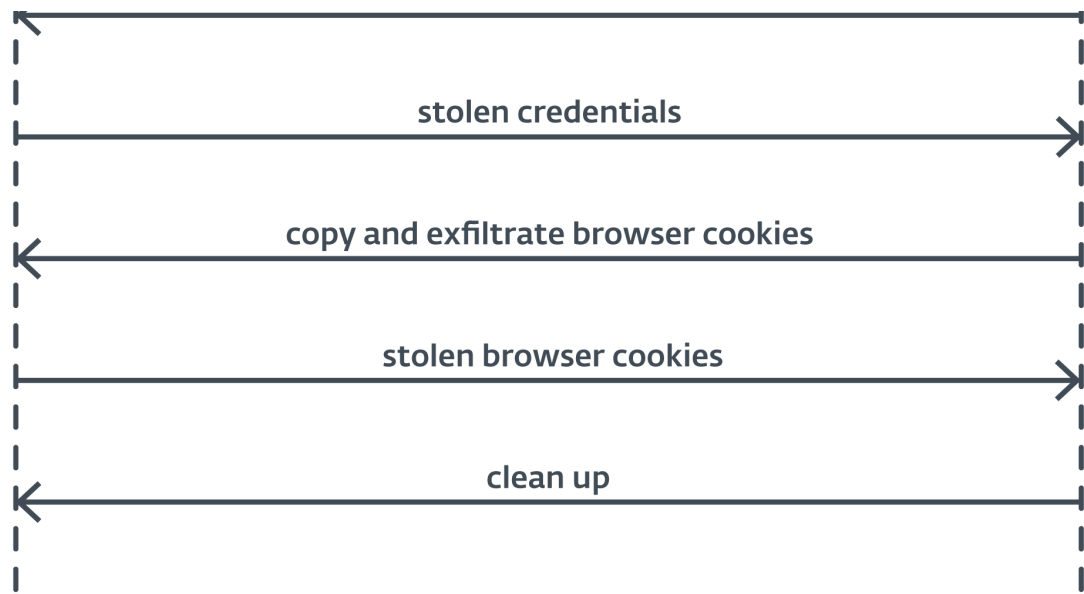 stolen credentials
copy and exfiltrate browser cookies
stolen browser cookies
clean up